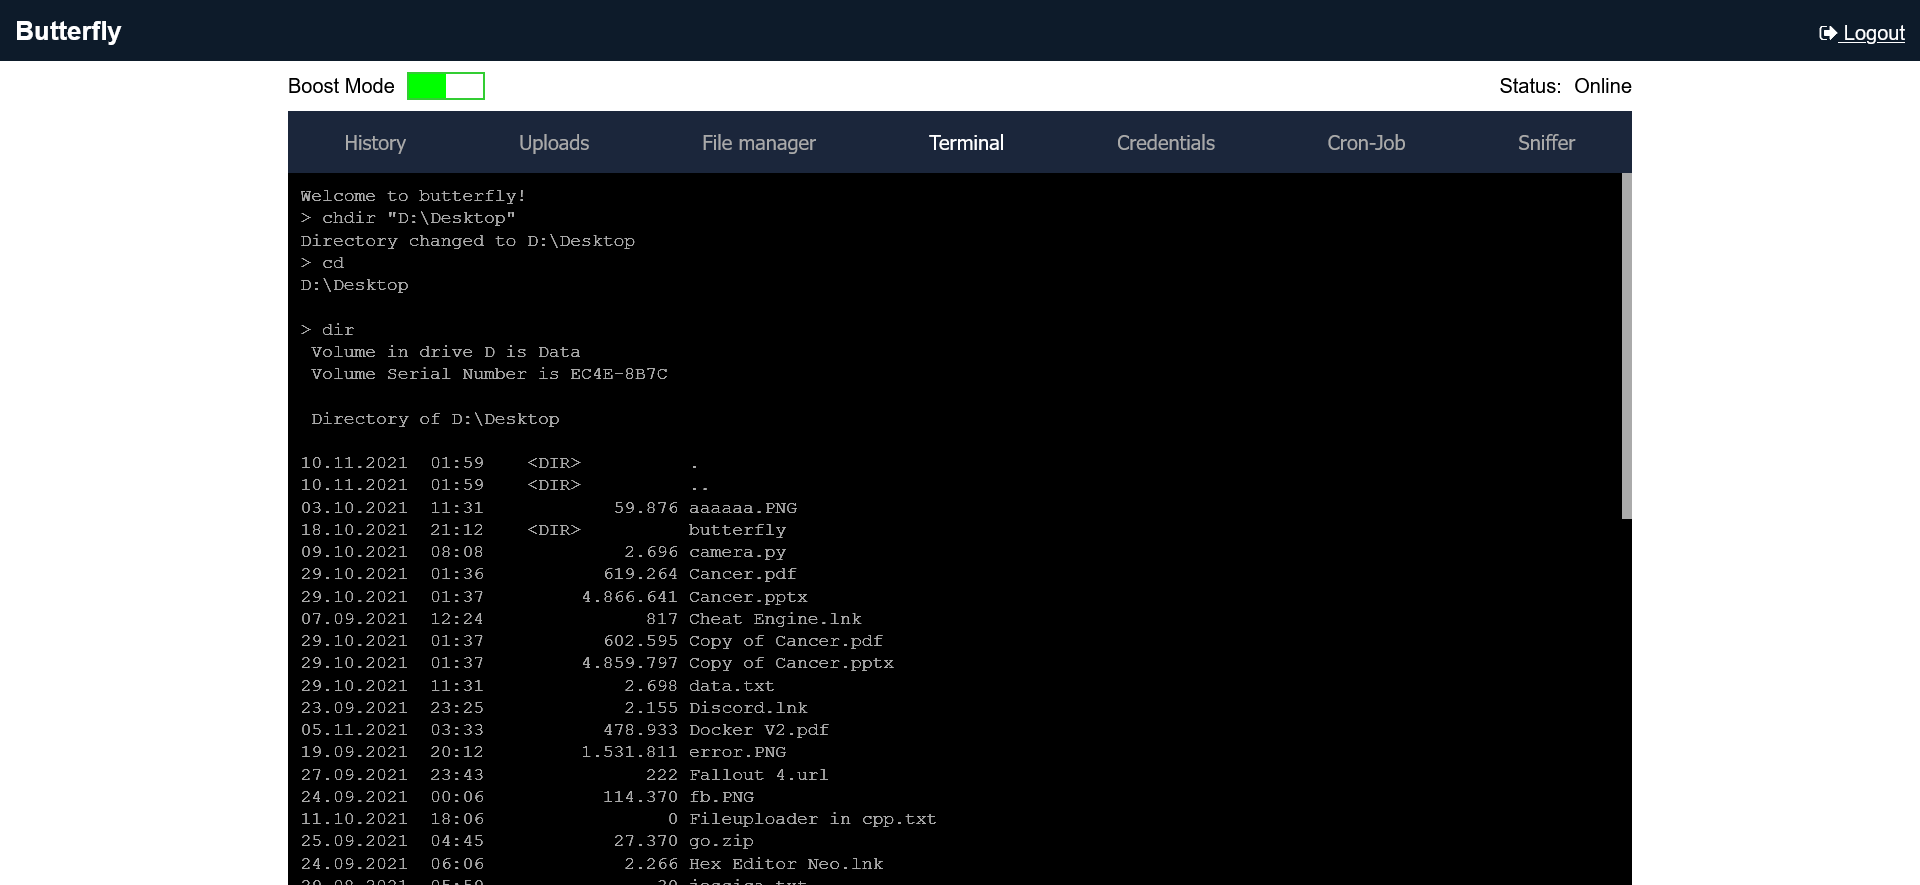 Butterfly
Logout
Boost Mode
Status: Online
History Uploads File manager Terminal Credentials Cron-Job Sniffer
Welcome to butterfly!
> chdir "D:\Desktop"
Directory changed to D:\Desktop
> cd
D:\Desktop
> dir
Volume in drive D is Data
Volume Serial Number is EC4E-8B7C
Directory of D:\Desktop
10.11.2021 01:59 <DIR> .
10.11.2021 01:59 <DIR> ..
03.10.2021 11:31 59.876 aaaaaa.PNG
18.10.2021 21:12 <DIR> butterfly
09.10.2021 08:08 2.696 camera.py
29.10.2021 01:36 619.264 Cancer.pdf
29.10.2021 01:37 4.866.641 Cancer.pptx
07.09.2021 12:24 817 Cheat Engine.lnk
29.10.2021 01:37 602.595 Copy of Cancer.pdf
29.10.2021 01:37 4.859.797 Copy of Cancer.pptx
29.10.2021 11:31 2.698 data.txt
23.09.2021 23:25 2.155 Discord.lnk
05.11.2021 03:33 478.933 Docker V2.pdf
19.09.2021 20:12 1.531.811 error.PNG
27.09.2021 23:43 222 Fallout 4.url
24.09.2021 00:06 114.370 fb.PNG
11.10.2021 18:06 0 Fileuploader in cpp.txt
25.09.2021 04:45 27.370 go.zip
24.09.2021 06:06 2.266 Hex Editor Neo.lnk